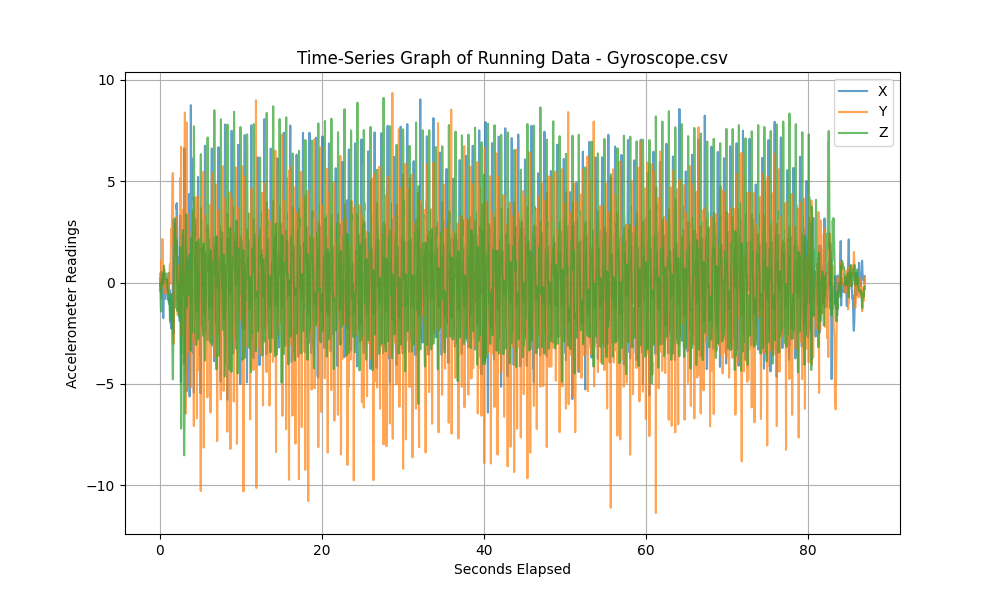 Time-Series Graph of Running Data - Gyroscope.csv
10
5
0
−5
−10
Accelerometer Readings
X
Y
Z
0
20
40
60
80
Seconds Elapsed